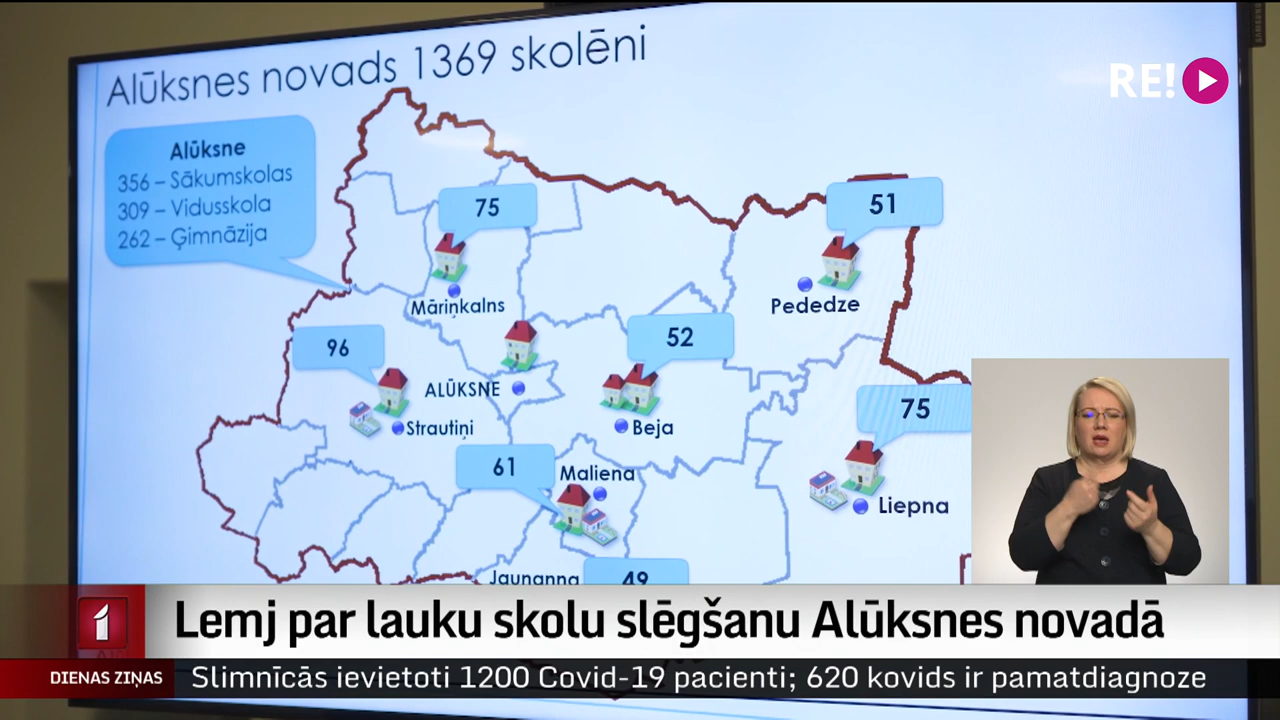 Alūksnes novads 1369 skolēni
RE!
Alūksne
356 – Sākumskolas
309 – Vidusskola
262 – Ģimnāzija
75
51
Māriņkalns
Pededze
96
52
ALŪKSNE
75
Strautiņi
Beja
61
Maliena
Liepna
Jaunanna
49
1
Lemj par lauku skolu slēgšanu Alūksnes novadā
DIENAS ZIŅAS
Slimnīcās ievietoti 1200 Covid-19 pacienti; 620 kovids ir pamatdiagnoze